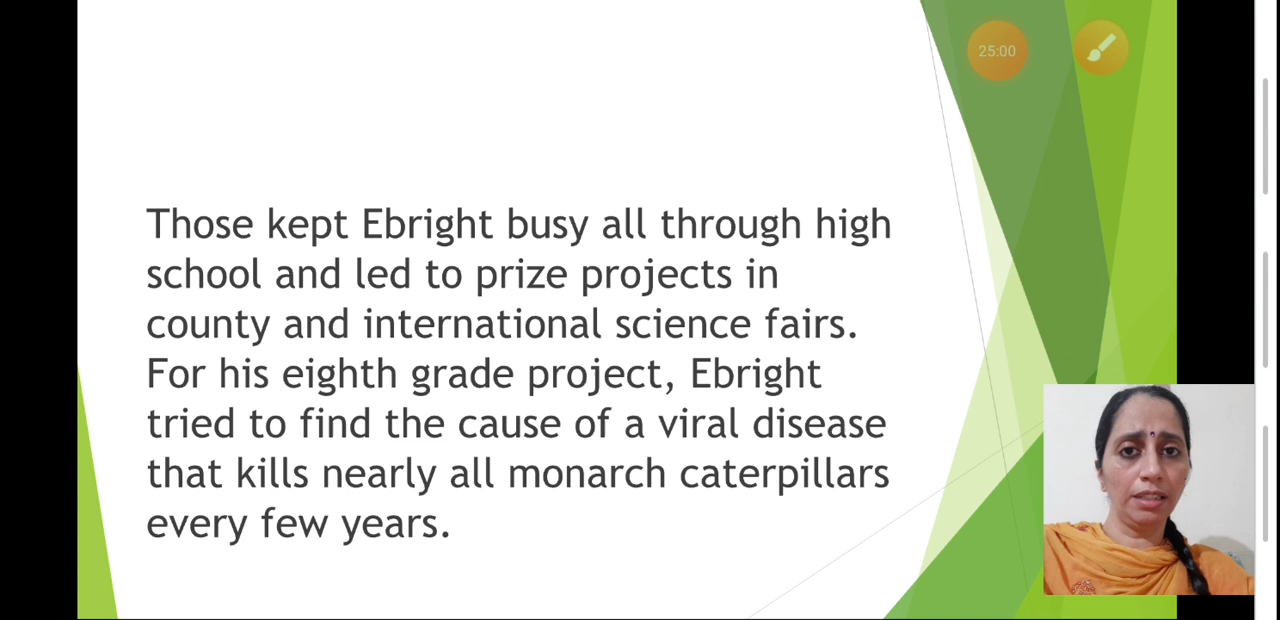 25:00
Those kept Ebright busy all through high
school and led to prize projects in
county and international science fairs.
For his eighth grade project, Ebright
tried to find the cause of a viral disease
that kills nearly all monarch caterpillars
every few years.